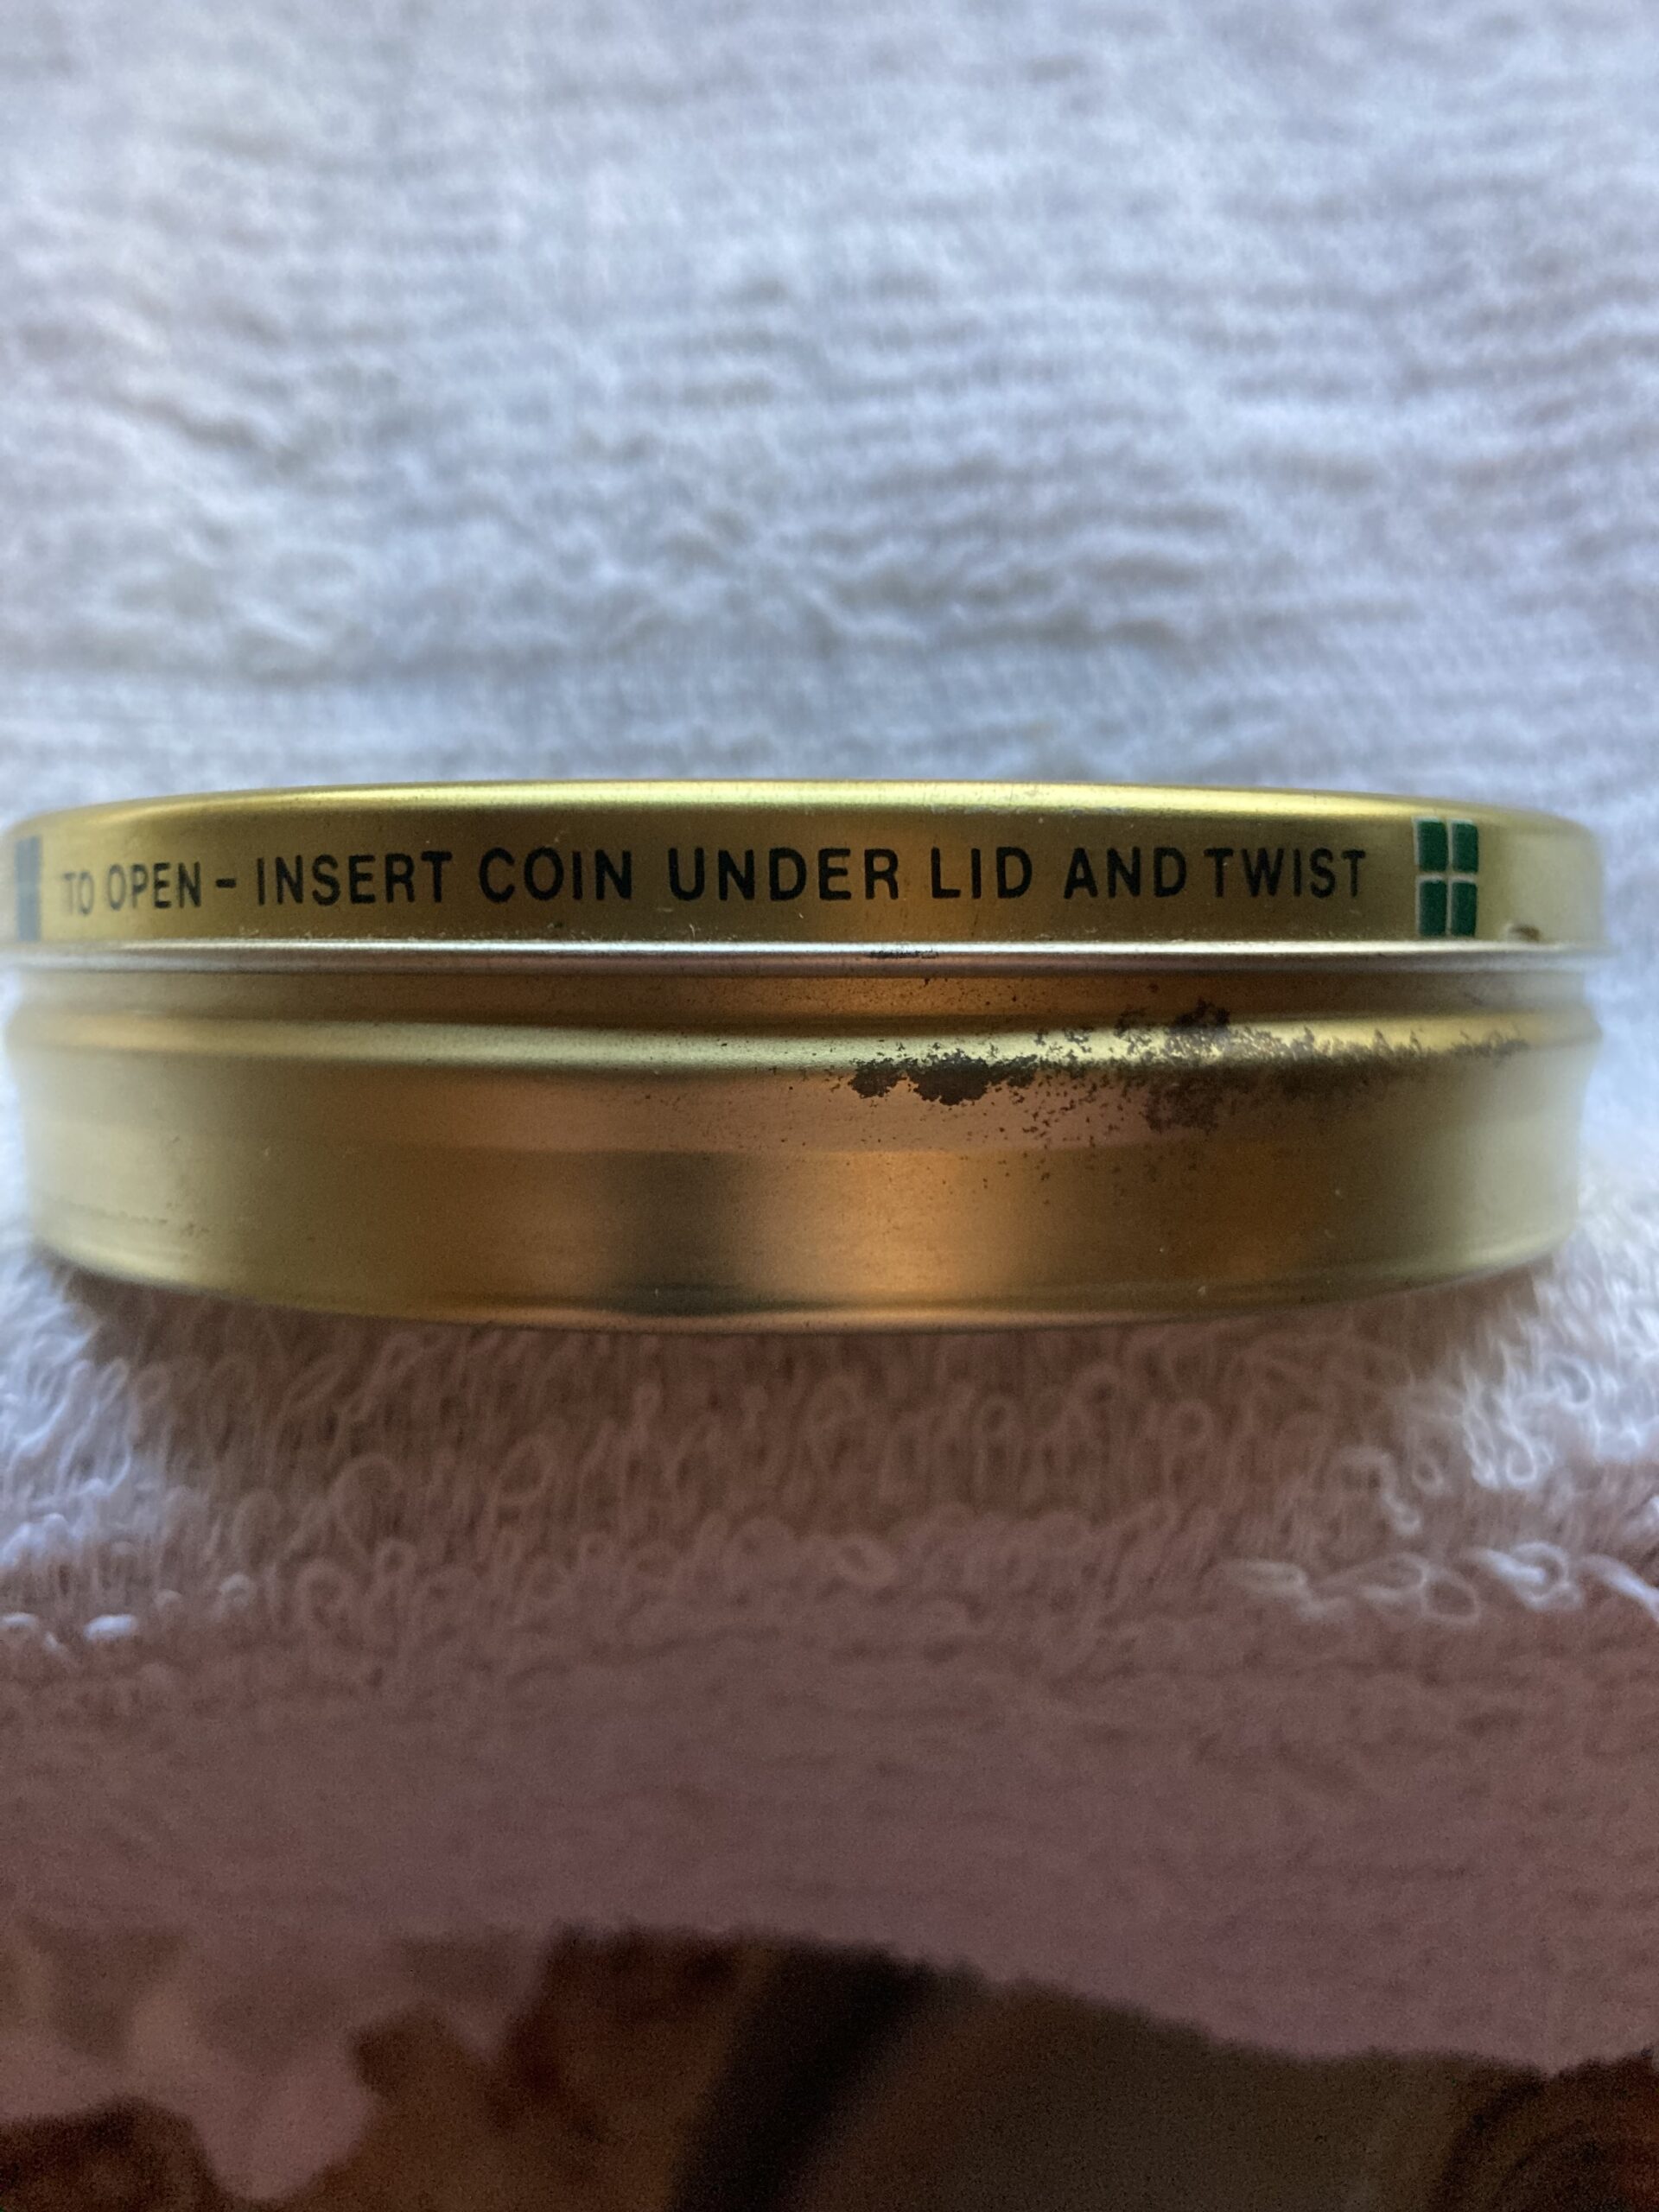 TO OPEN - INSERT COIN UNDER LID AND TWIST